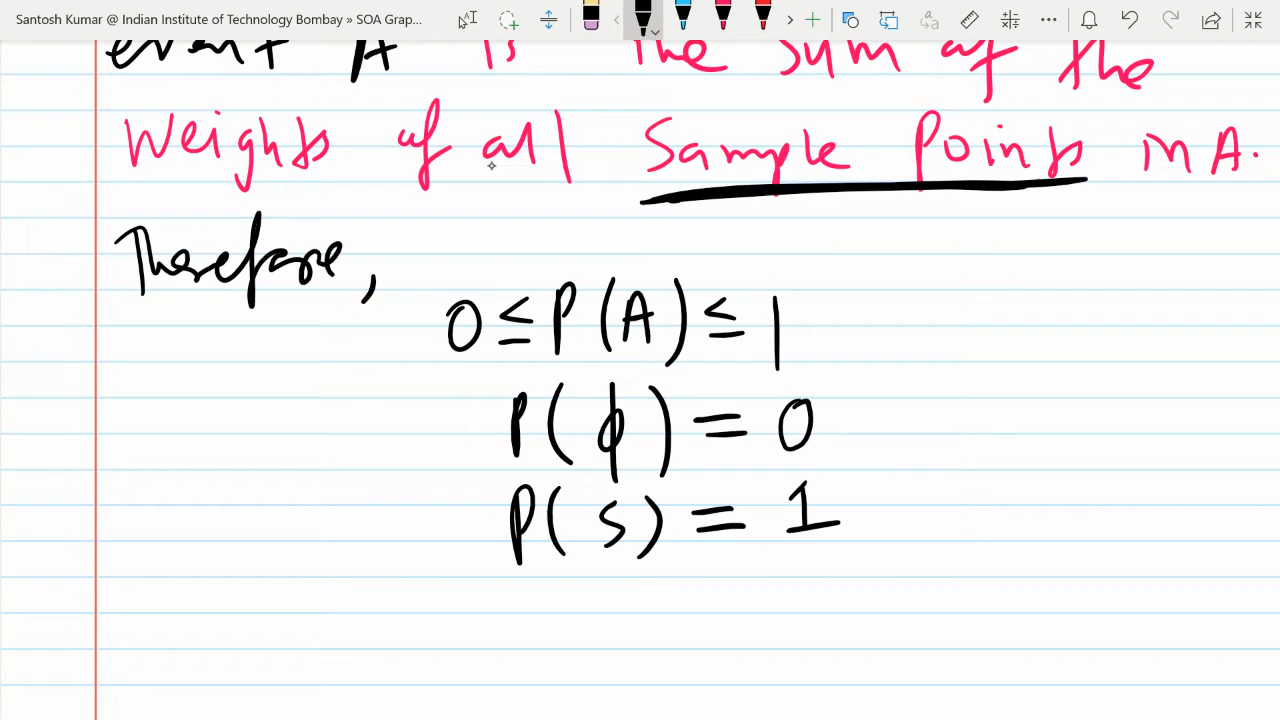 Santosh Kumar @ Indian Institute of Technology Bombay » SOA Grap...
event A is the sum of the
Weights of all Sample Points in A.
Therefore,
0 ≤ P(A) ≤ 1
P(ϕ) = 0
P(S) = 1